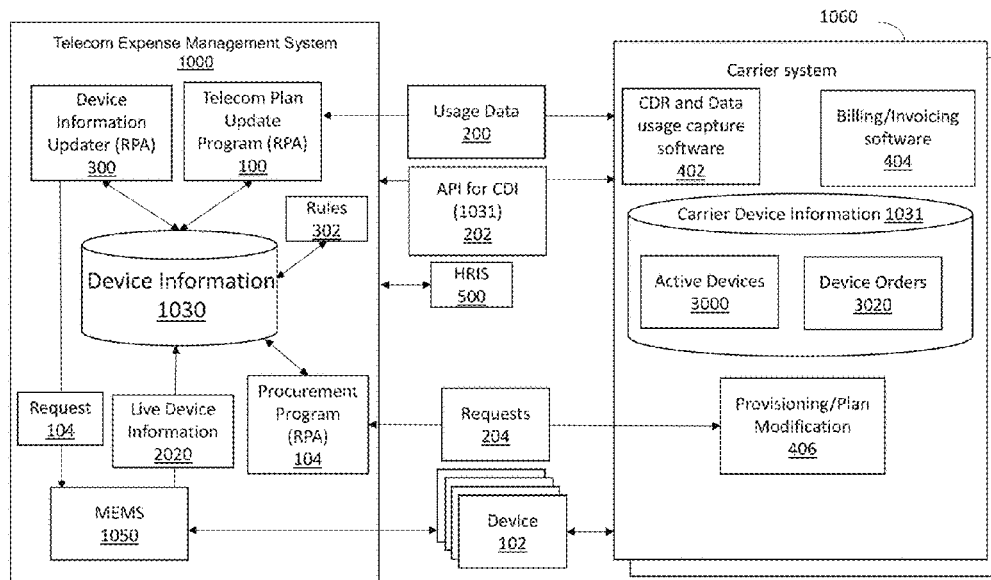 1060
Telecom Expense Management System
1000
Device
Information
Updater (RPA)
300
Telecom Plan
Update
Program (RPA)
100
Rules
302
Device Information
1030
Request
104
Live Device
Information
2020
Procurement
Program
(RPA)
104
MEMS
1050
Usage Data
200
API for CDI
(1031)
202
HRIS
500
Requests
204
Device
102
Carrier system
CDR and Data
usage capture
software
402
Billing/Invoicing
software
404
Carrier Device Information 1031
Active Devices
3000
Device Orders
3020
Provisioning/Plan
Modification
406